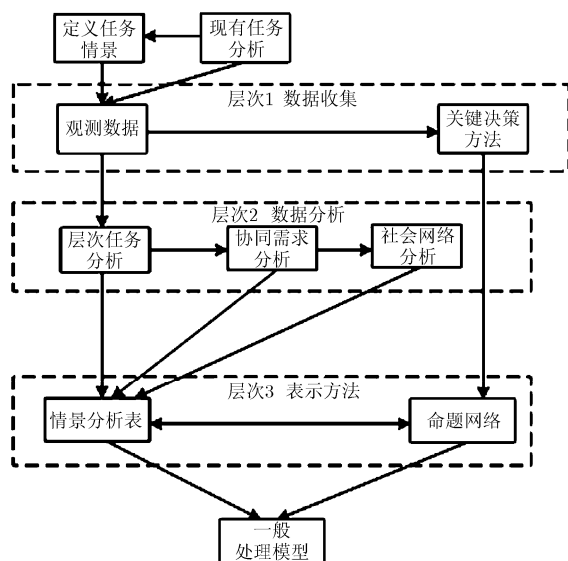 定义任务
情景
现有任务
分析
层次1 数据收集
观测数据
关键决策
方法
层次2 数据分析
层次任务
分析
协同需求
分析
社会网络
分析
层次3 表示方法
情景分析表
命题网络
一般
处理模型